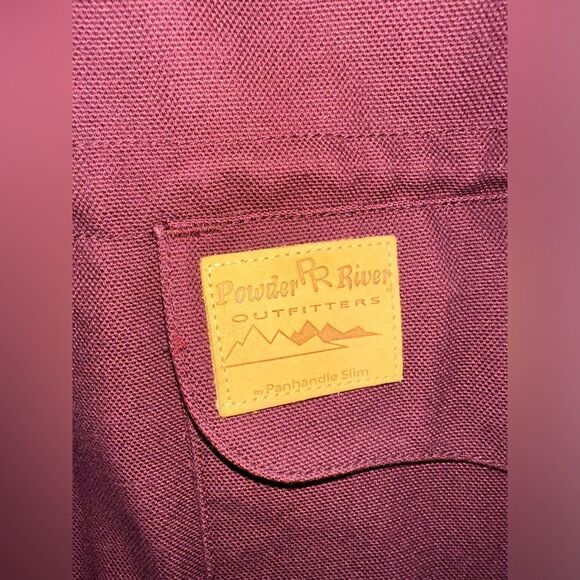 Powder PR River
OUTFITTERS
BY Panhandle Slim